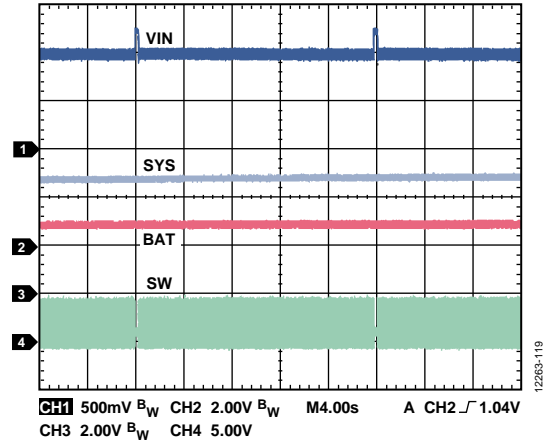 VIN
1
SYS
BAT
2
SW
3
4
CH1 500mV BW CH2 2.00V BW M4.00s A CH2 1.04V
CH3 2.00V BW CH4 5.00V
12263-119